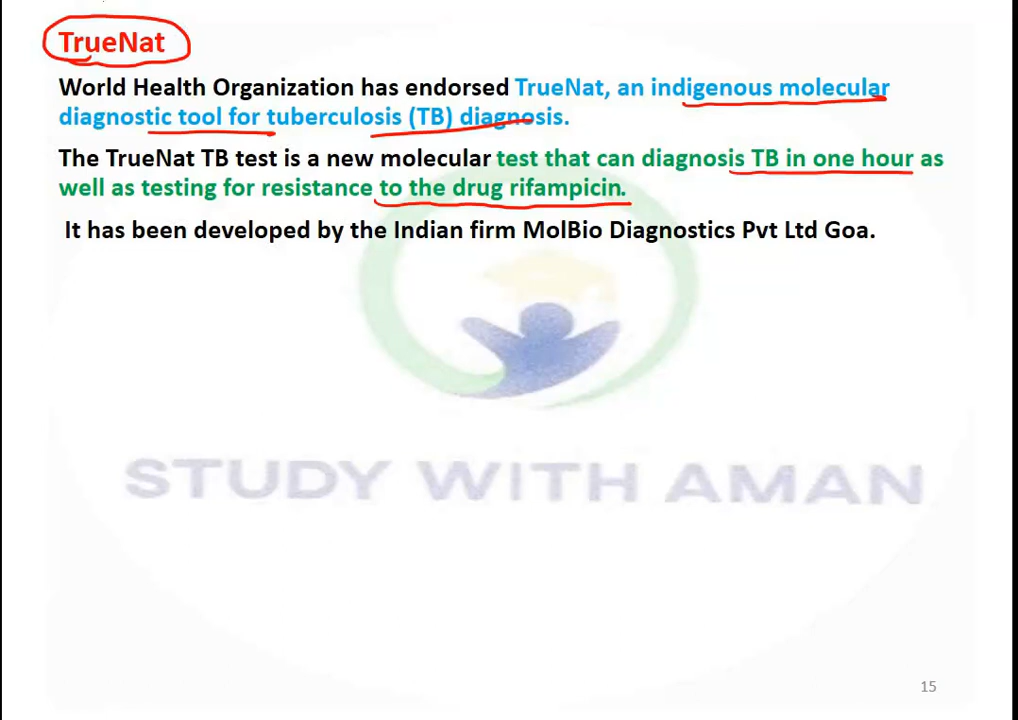 TrueNat
World Health Organization has endorsed TrueNat, an indigenous molecular
diagnostic tool for tuberculosis (TB) diagnosis.
The TrueNat TB test is a new molecular test that can diagnosis TB in one hour as
well as testing for resistance to the drug rifampicin.
It has been developed by the Indian firm MolBio Diagnostics Pvt Ltd Goa.
STUDY WITH AMAN
15